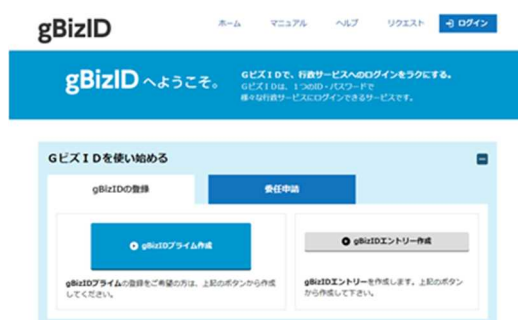 gBizID
ホーム マニュアル ヘルプ リクエスト ログイン
gBizID へようこそ。
GビズIDで、行政サービスへのログインをラクにする。
GビズIDは、1つのID・パスワードで
様々な行政サービスにログインできるサービスです。
GビズIDを使い始める
gBizIDの登録 委任申請
gBizIDプライム作成
gBizIDプライムの登録をご希望の方は、上記のボタンから作成
してください。
gBizIDエントリー作成
gBizIDエントリーを作成します。上記のボタン
から作成して下さい。